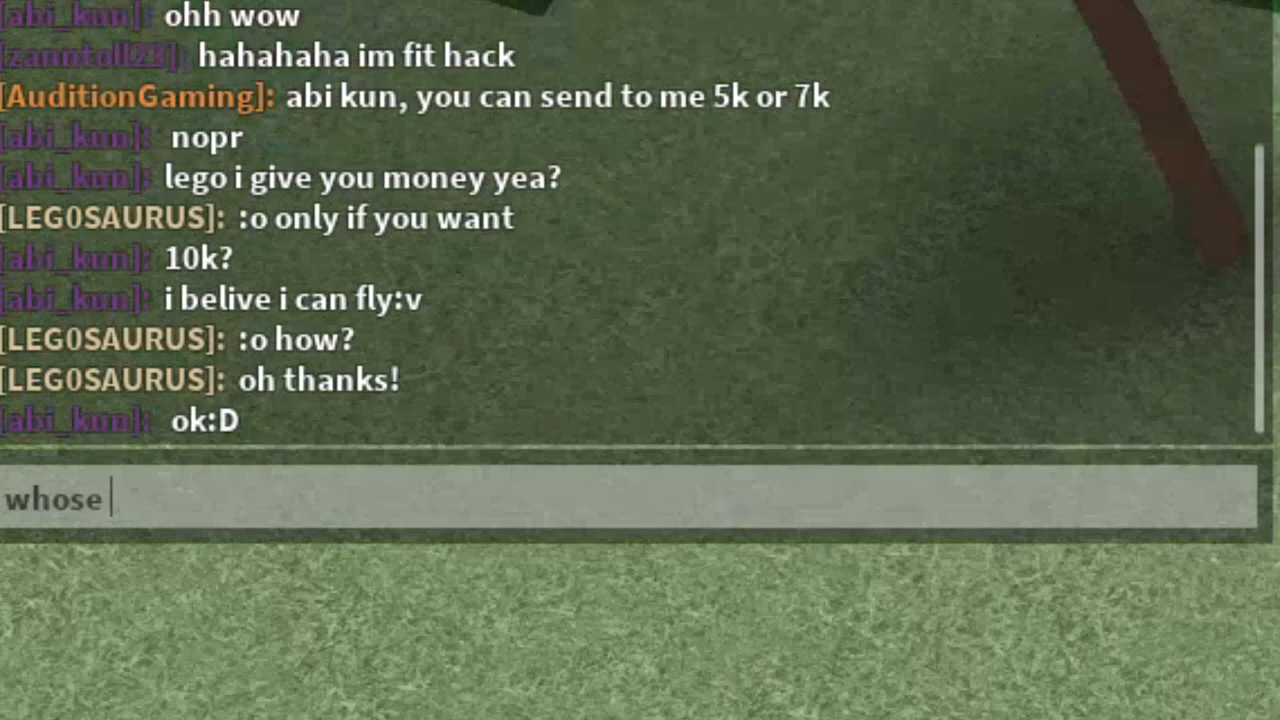 [abi_kun]: ohh wow
[zanntoll23]: hahahaha im fit hack
[AuditionGaming]: abi kun, you can send to me 5k or 7k
[abi_kun]: nopr
[abi_kun]: lego i give you money yea?
[LEG0SAURUS]: :o only if you want
[abi_kun]: 10k?
[abi_kun]: i belive i can fly:v
[LEG0SAURUS]: :o how?
[LEG0SAURUS]: oh thanks!
[abi_kun]: ok:D
whose